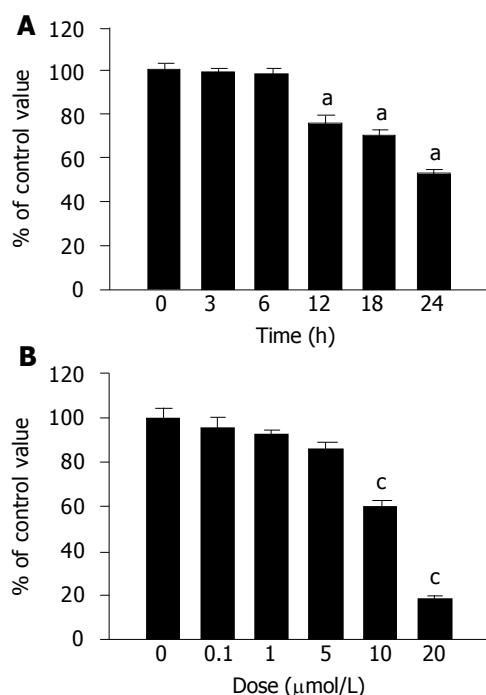 A
% of control value
120
100
80
60
40
20
0
a
a
a
0 3 6 12 18 24
Time (h)
B
% of control value
120
100
80
60
40
20
0
c
c
0 0.1 1 5 10 20
Dose (μmol/L)